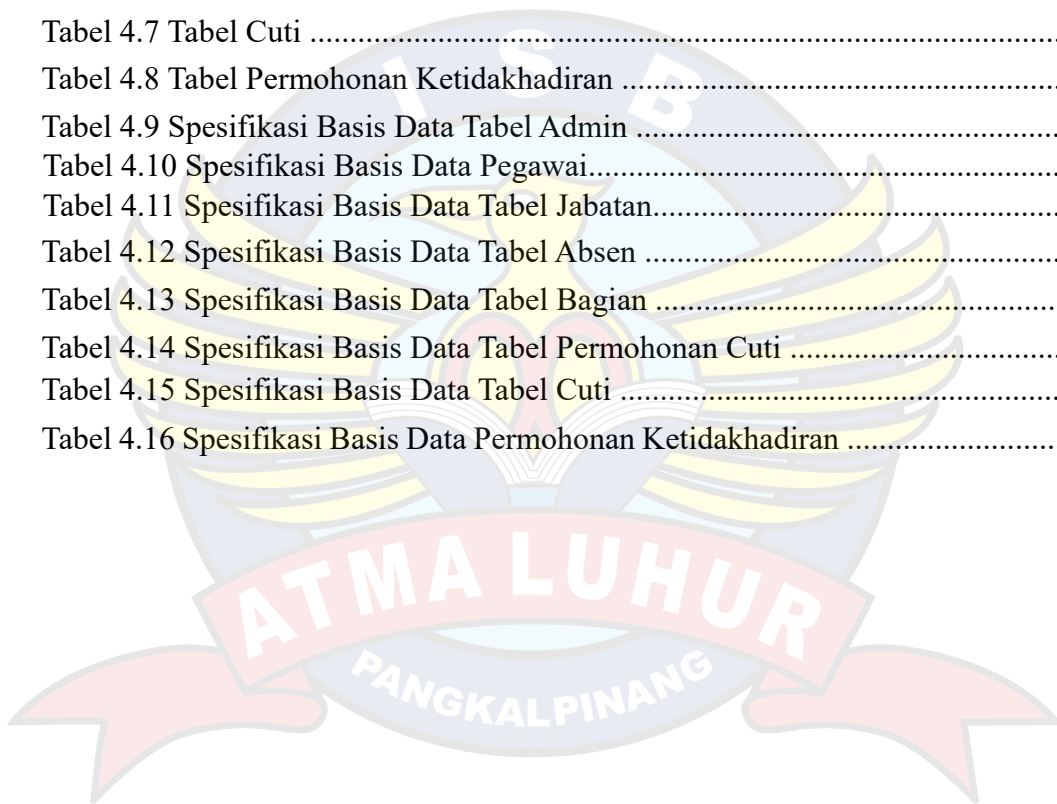 Tabel 4.7 Tabel Cuti ........................................................................................................
Tabel 4.8 Tabel Permohonan Ketidakhadiran ............................................................
Tabel 4.9 Spesifikasi Basis Data Tabel Admin ..........................................................
Tabel 4.10 Spesifikasi Basis Data Pegawai................................................................
Tabel 4.11 Spesifikasi Basis Data Tabel Jabatan........................................................
Tabel 4.12 Spesifikasi Basis Data Tabel Absen .........................................................
Tabel 4.13 Spesifikasi Basis Data Tabel Bagian ........................................................
Tabel 4.14 Spesifikasi Basis Data Tabel Permohonan Cuti .....................................
Tabel 4.15 Spesifikasi Basis Data Tabel Cuti ............................................................
Tabel 4.16 Spesifikasi Basis Data Permohonan Ketidakhadiran .............................
I S B
ATMA LUHUR
PANGKALPINANG